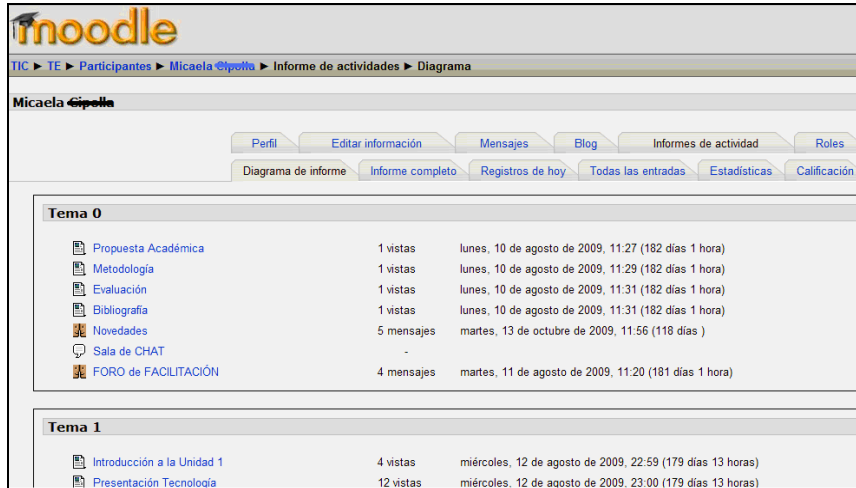 moodle
TIC ► TE ► Participantes ► Micaela ► Informe de actividades ► Diagrama
Micaela
Perfil Editar información Mensajes Blog Informes de actividad Roles
Diagrama de informe Informe completo Registros de hoy Todas las entradas Estadísticas Calificación
Tema 0
Propuesta Académica 1 vistas lunes, 10 de agosto de 2009, 11:27 (182 días 1 hora)
Metodología 1 vistas lunes, 10 de agosto de 2009, 11:29 (182 días 1 hora)
Evaluación 1 vistas lunes, 10 de agosto de 2009, 11:31 (182 días 1 hora)
Bibliografía 1 vistas lunes, 10 de agosto de 2009, 11:31 (182 días 1 hora)
Novedades 5 mensajes martes, 13 de octubre de 2009, 11:56 (118 días )
Sala de CHAT -
FORO de FACILITACIÓN 4 mensajes martes, 11 de agosto de 2009, 11:20 (181 días 1 hora)
Tema 1
Introducción a la Unidad 1 4 vistas miércoles, 12 de agosto de 2009, 22:59 (179 días 13 horas)
Presentación Tecnología 12 vistas miércoles, 12 de agosto de 2009, 23:00 (179 días 13 horas)